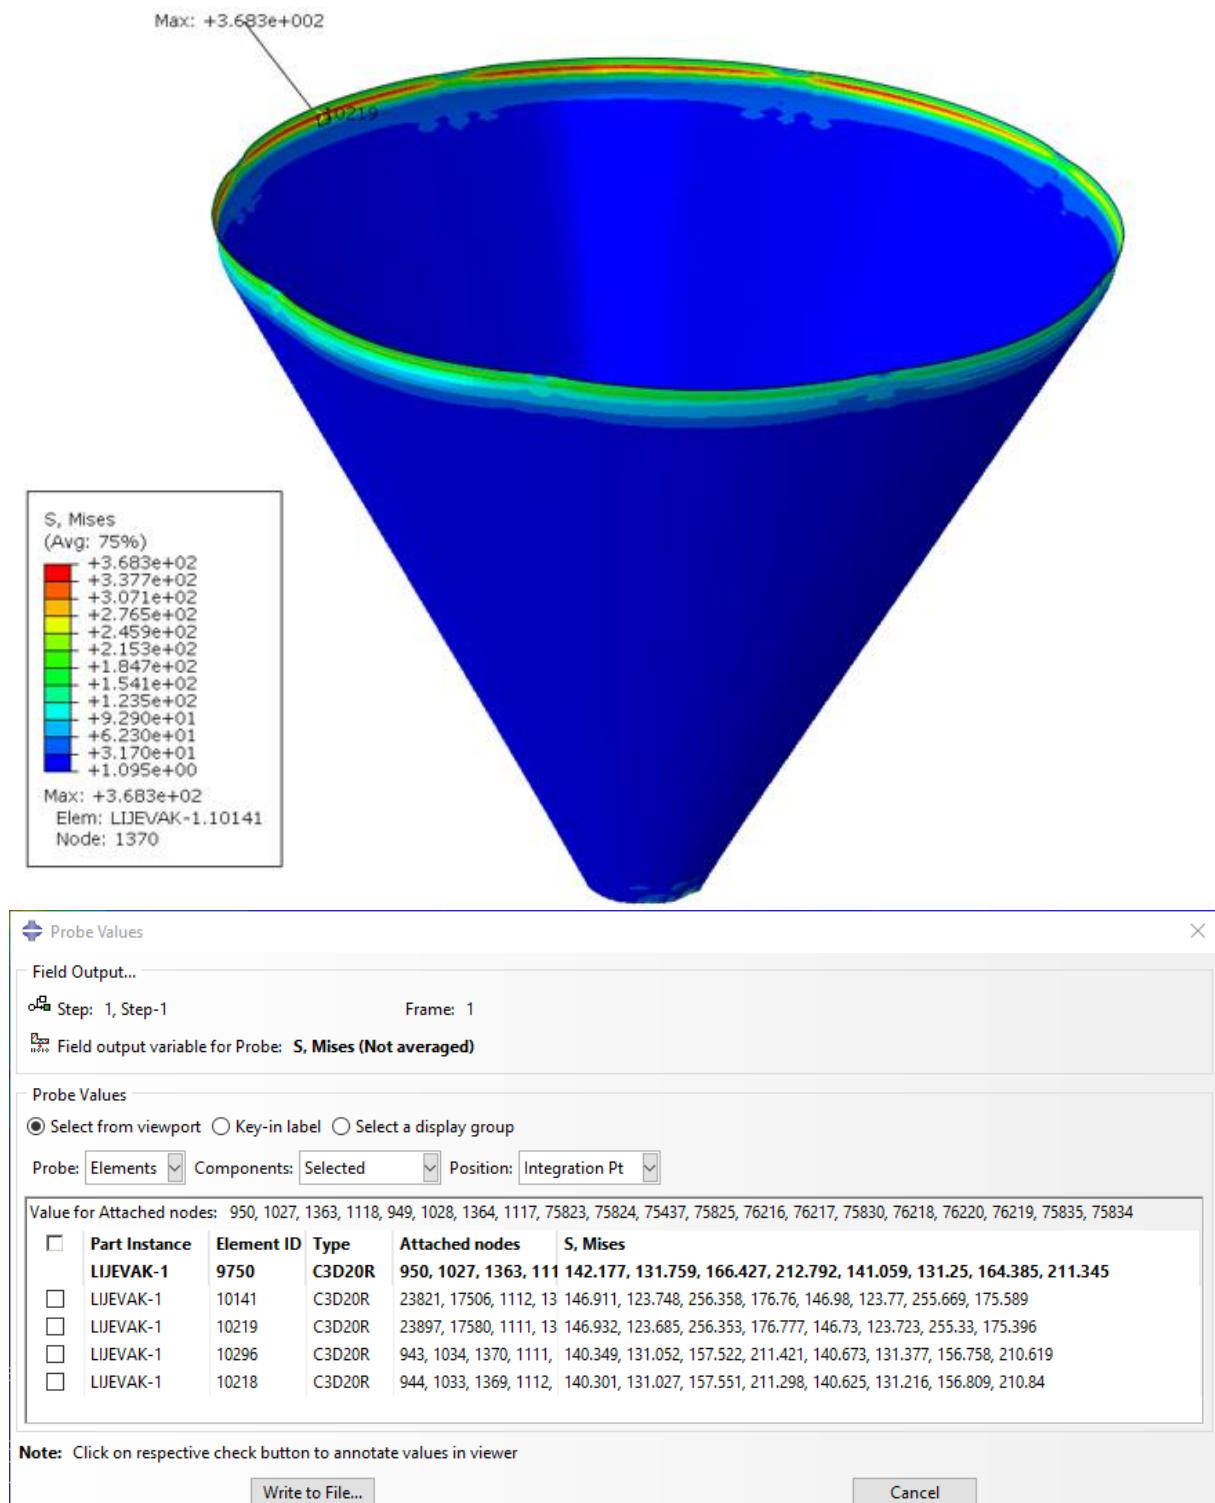 Max: +3.683e+002
10219
S, Mises
(Avg: 75%)
+3.683e+02
+3.377e+02
+3.071e+02
+2.765e+02
+2.459e+02
+2.153e+02
+1.847e+02
+1.541e+02
+1.235e+02
+9.290e+01
+6.230e+01
+3.170e+01
+1.095e+00
Max: +3.683e+02
Elem: LIJEVAK-1.10141
Node: 1370
Probe Values
Field Output...
Step: 1, Step-1 Frame: 1
Field output variable for Probe: S, Mises (Not averaged)
Probe Values
Select from viewport Key-in label Select a display group
Probe: Elements Components: Selected Position: Integration Pt
Value for Attached nodes: 950, 1027, 1363, 1118, 949, 1028, 1364, 1117, 75823, 75824, 75437, 75825, 76216, 76217, 75830, 76218, 76220, 76219, 75835, 75834
Part Instance Element ID Type Attached nodes S, Mises
LIJEVAK-1 9750 C3D20R 950, 1027, 1363, 111 142.177, 131.759, 166.427, 212.792, 141.059, 131.25, 164.385, 211.345
LIJEVAK-1 10141 C3D20R 23821, 17506, 1112, 13 146.911, 123.748, 256.358, 176.76, 146.98, 123.77, 255.669, 175.589
LIJEVAK-1 10219 C3D20R 23897, 17580, 1111, 13 146.932, 123.685, 256.353, 176.777, 146.73, 123.723, 255.33, 175.396
LIJEVAK-1 10296 C3D20R 943, 1034, 1370, 1111, 140.349, 131.052, 157.522, 211.421, 140.673, 131.377, 156.758, 210.619
LIJEVAK-1 10218 C3D20R 944, 1033, 1369, 1112, 140.301, 131.027, 157.551, 211.298, 140.625, 131.216, 156.809, 210.84
Note: Click on respective check button to annotate values in viewer
Write to File... Cancel